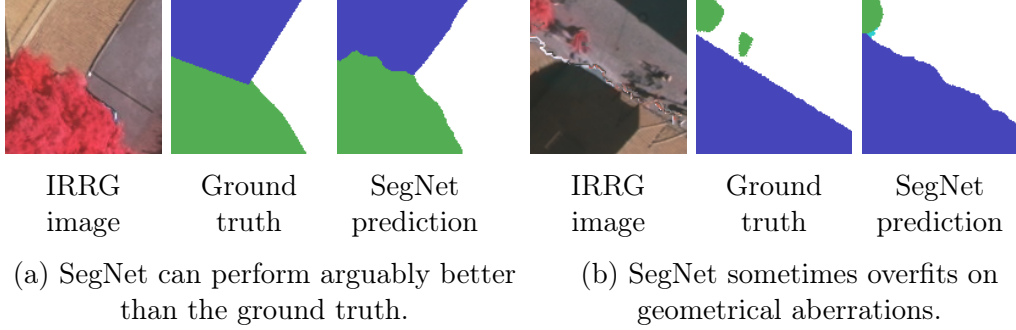 IRRG
image
Ground
truth
SegNet
prediction
IRRG
image
Ground
truth
SegNet
prediction
(a) SegNet can perform arguably better
than the ground truth.
(b) SegNet sometimes overfits on
geometrical aberrations.